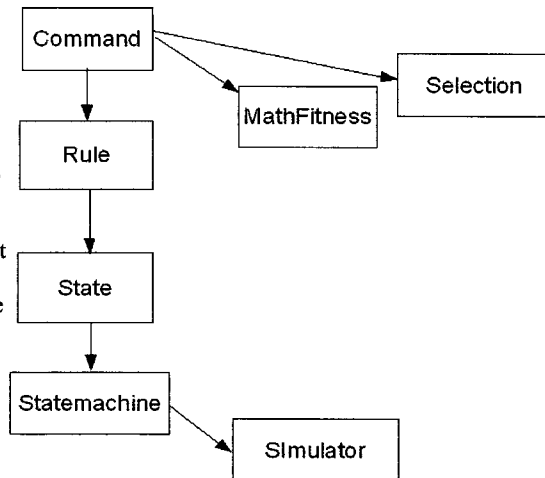 Command
Selection
MathFitness
Rule
t
State
e
Statemachine
SImulator